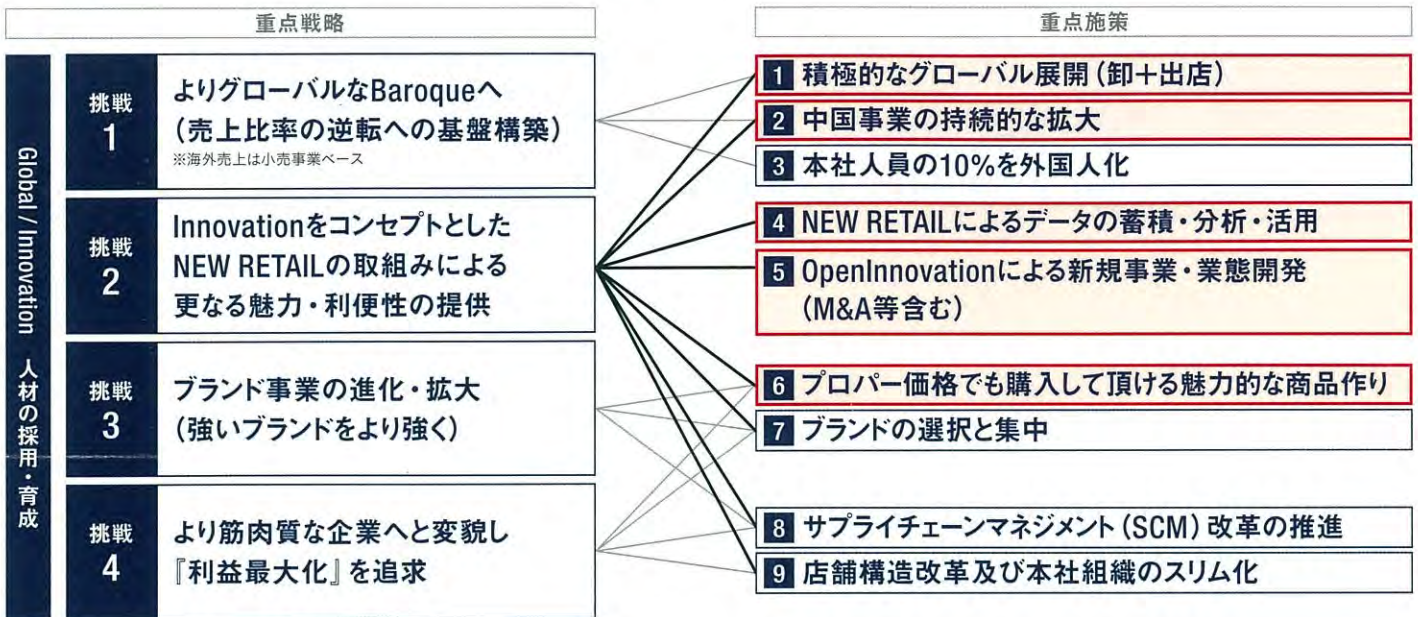 重点戦略
Global / Innovation 人材の採用・育成
挑戦
1
よりグローバルなBaroqueへ
（売上比率の逆転への基盤構築）
※海外売上は小売事業ベース
挑戦
2
Innovationをコンセプトとした
NEW RETAILの取組みによる
更なる魅力・利便性の提供
挑戦
3
ブランド事業の進化・拡大
（強いブランドをより強く）
挑戦
4
より筋肉質な企業へと変貌し
『利益最大化』を追求
重点施策
1 積極的なグローバル展開（卸＋出店）
2 中国事業の持続的な拡大
3 本社人員の10%を外国人化
4 NEW RETAILによるデータの蓄積・分析・活用
5 OpenInnovationによる新規事業・業態開発
（M&A等含む）
6 プロパー価格でも購入して頂ける魅力的な商品作り
7 ブランドの選択と集中
8 サプライチェーンマネジメント（SCM）改革の推進
9 店舗構造改革及び本社組織のスリム化